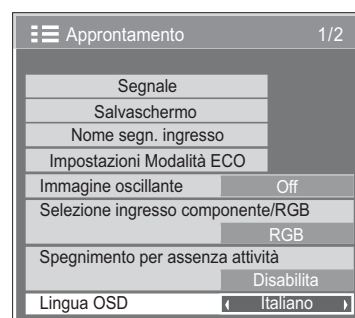 Approntamento 1/2
Segnale
Salvaschermo
Nome segn. ingresso
Impostazioni Modalità ECO
Immagine oscillante Off
Selezione ingresso componente/RGB
RGB
Spegnimento per assenza attività
Disabilita
Lingua OSD Italiano